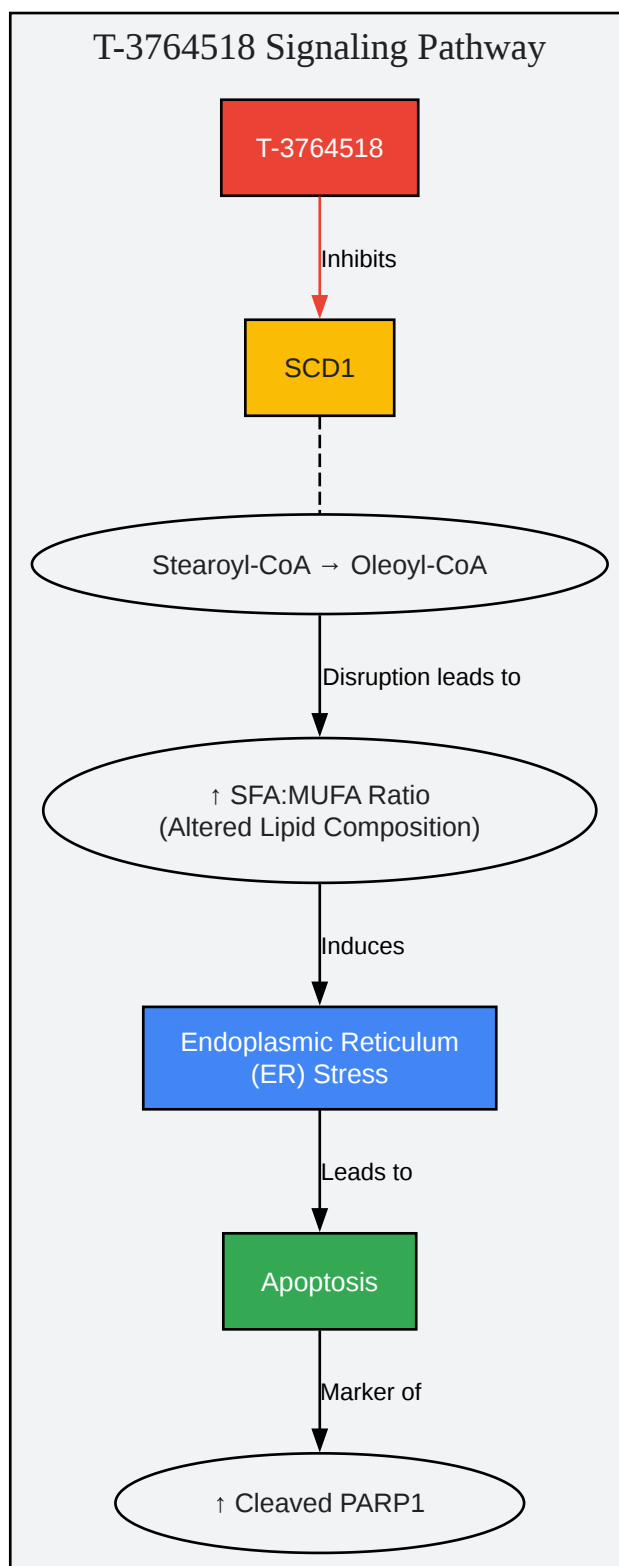 T-3764518 Signaling Pathway
T-3764518
Inhibits
SCD1
Stearoyl-CoA → Oleoyl-CoA
Disruption leads to
↑ SFA:MUFA Ratio
(Altered Lipid Composition)
Induces
Endoplasmic Reticulum
(ER) Stress
Leads to
Apoptosis
Marker of
↑ Cleaved PARP1